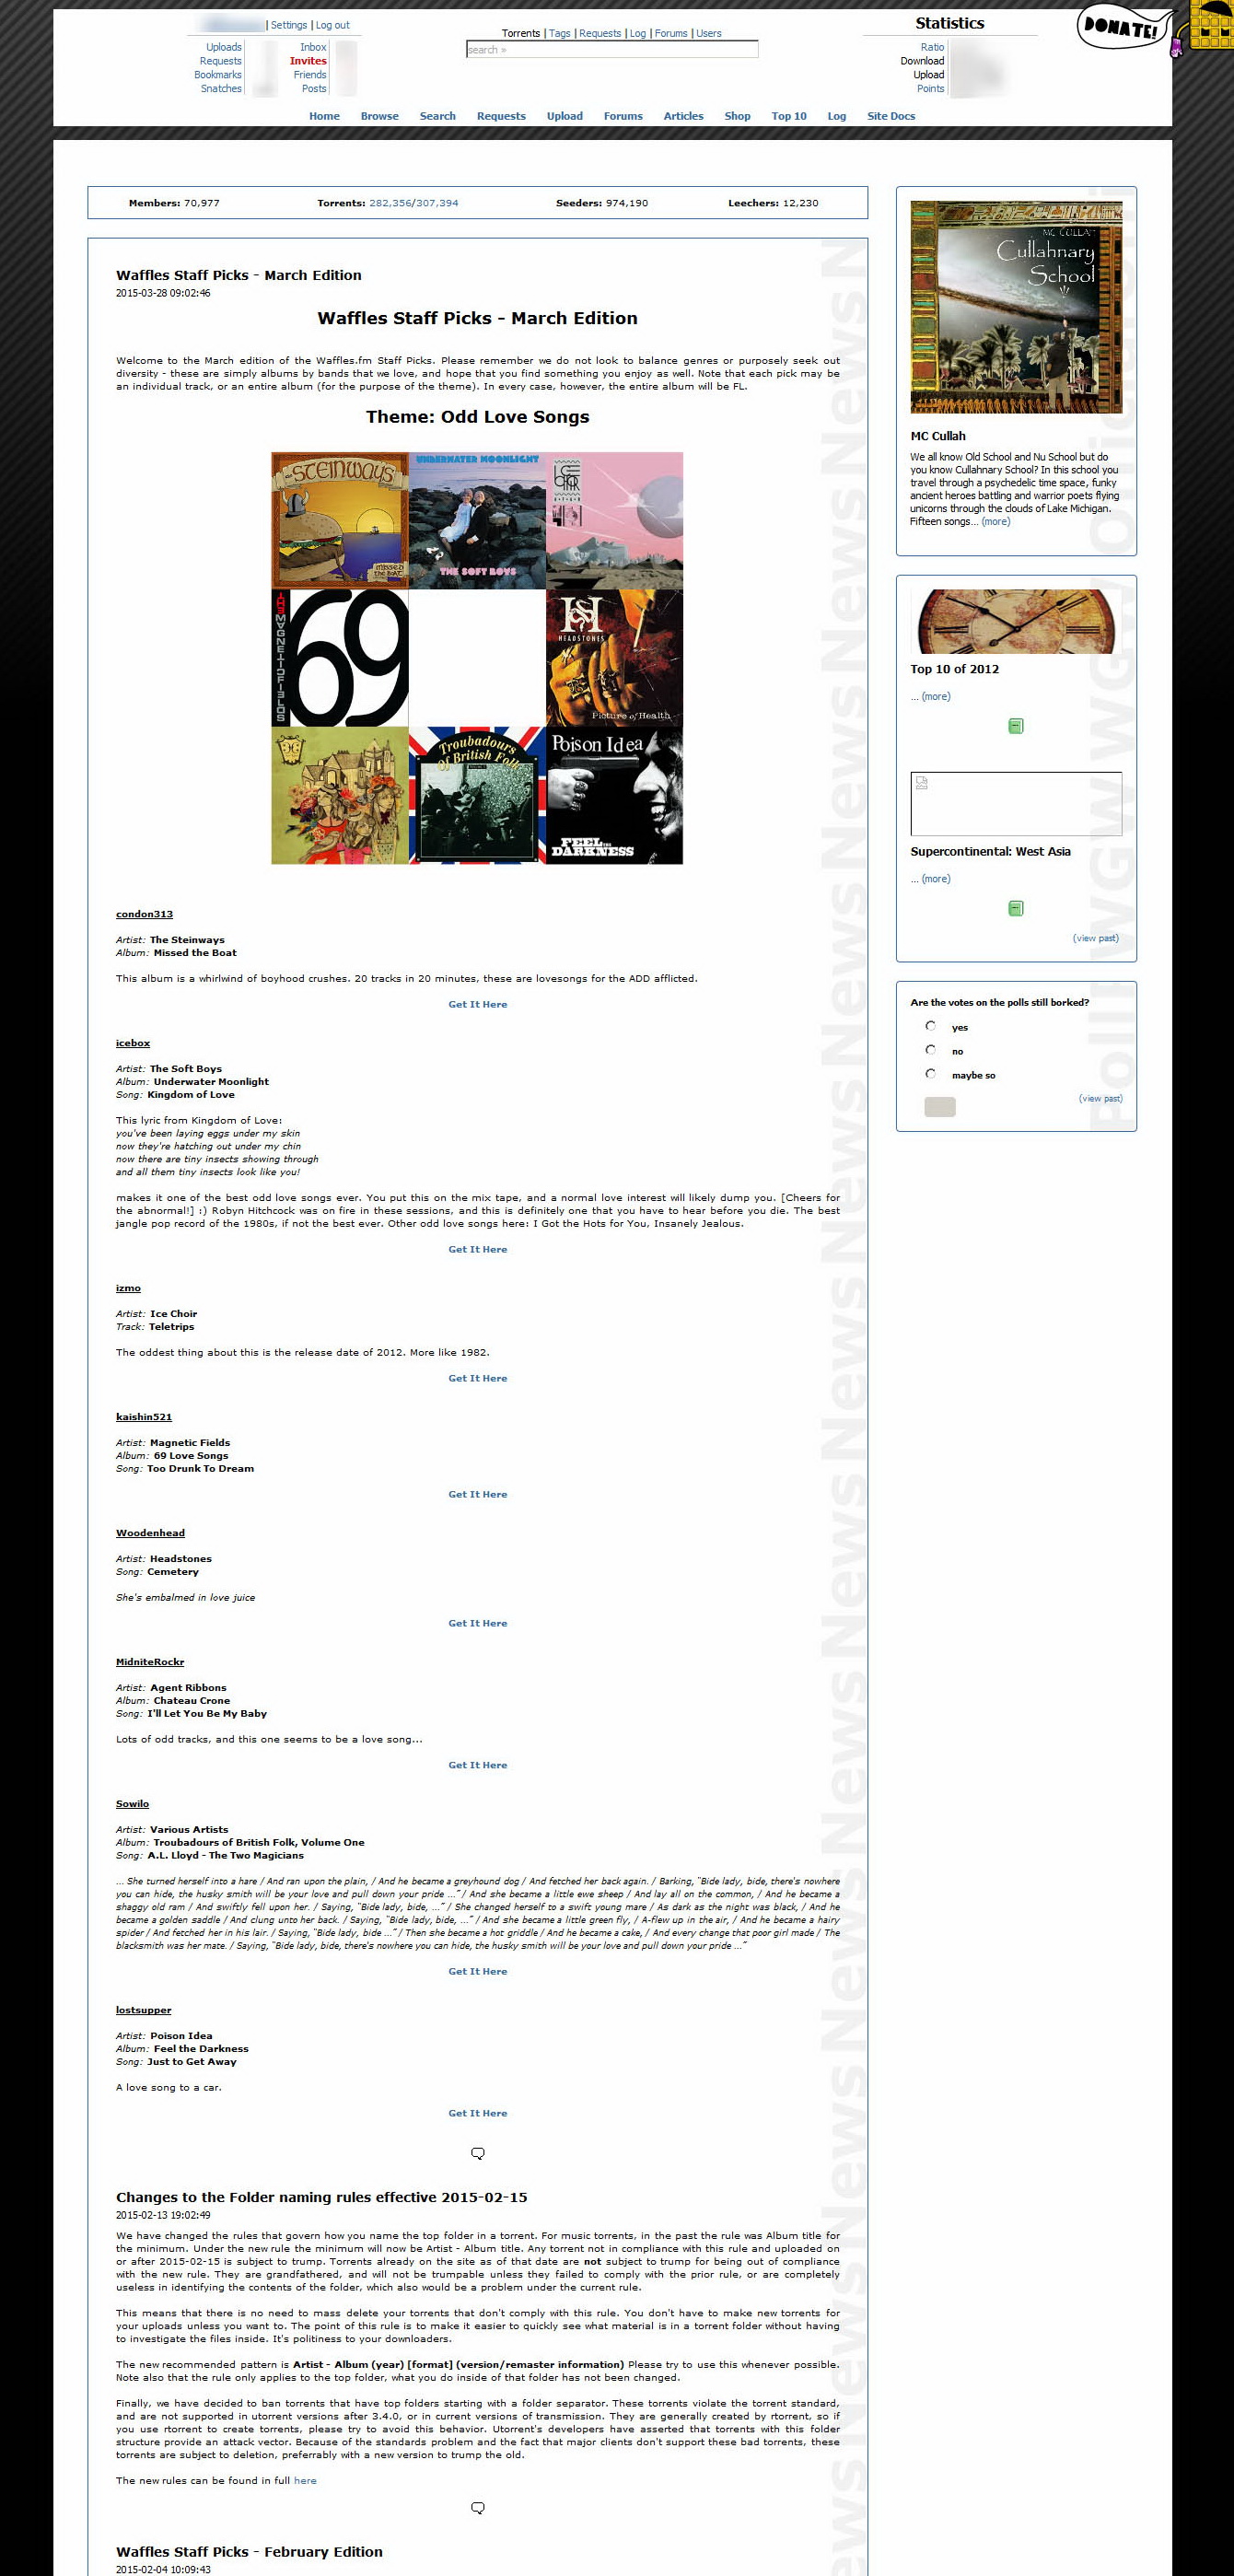 | Settings | Log out
Uploads
Requests
Bookmarks
Snatches
Inbox
Invites
Friends
Posts
Torrents | Tags | Requests | Log | Forums | Users
search »
Statistics
Ratio
Download
Upload
Points
DONATE!
Home Browse Search Requests Upload Forums Articles Shop Top 10 Log Site Docs
Members: 70,977 Torrents: 282,356/307,394 Seeders: 974,190 Leechers: 12,230
Waffles Staff Picks - March Edition
2015-03-28 09:02:46
Waffles Staff Picks - March Edition
Welcome to the March edition of the Waffles.fm Staff Picks. Please remember we do not look to balance genres or purposely seek out
diversity - these are simply albums by bands that we love, and hope that you find something you enjoy as well. Note that each pick may be
an individual track, or an entire album (for the purpose of the theme). In every case, however, the entire album will be FL.
Theme: Odd Love Songs
STEINWAYS
MISSED THE BOAT
UNDERWATER MOONLIGHT
THE SOFT BOYS
ICE CHOIR
THE MAGNETIC FIELDS
69
HEADSTONES
Picture of Health
Troubadours
Of British Folk
Poison Idea
FEEL THE
DARKNESS
condon313
Artist: The Steinways
Album: Missed the Boat
This album is a whirlwind of boyhood crushes. 20 tracks in 20 minutes, these are lovesongs for the ADD afflicted.
Get It Here
icebox
Artist: The Soft Boys
Album: Underwater Moonlight
Song: Kingdom of Love
This lyric from Kingdom of Love:
you've been laying eggs under my skin
now they're hatching out under my chin
now there are tiny insects showing through
and all them tiny insects look like you!
makes it one of the best odd love songs ever. You put this on the mix tape, and a normal love interest will likely dump you. [Cheers for
the abnormal!] :) Robyn Hitchcock was on fire in these sessions, and this is definitely one that you have to hear before you die. The best
jangle pop record of the 1980s, if not the best ever. Other odd love songs here: I Got the Hots for You, Insanely Jealous.
Get It Here
izmo
Artist: Ice Choir
Track: Teletrips
The oddest thing about this is the release date of 2012. More like 1982.
Get It Here
kaishin521
Artist: Magnetic Fields
Album: 69 Love Songs
Song: Too Drunk To Dream
Get It Here
Woodenhead
Artist: Headstones
Song: Cemetery
She's embalmed in love juice
Get It Here
MidniteRockr
Artist: Agent Ribbons
Album: Chateau Crone
Song: I'll Let You Be My Baby
Lots of odd tracks, and this one seems to be a love song...
Get It Here
Sowilo
Artist: Various Artists
Album: Troubadours of British Folk, Volume One
Song: A.L. Lloyd - The Two Magicians
... She turned herself into a hare / And ran upon the plain, / And he became a greyhound dog / And fetched her back again. / Barking, "Bide lady, bide, there's nowhere
you can hide, the husky smith will be your love and pull down your pride ..." / And she became a little ewe sheep / And lay all on the common, / And he became a
shaggy old ram / And swiftly fell upon her. / Saying, "Bide lady, bide, ..." / She changed herself to a swift young mare / As dark as the night was black, / And he
became a golden saddle / And clung unto her back. / Saying, "Bide lady, bide, ..." / And she became a little green fly, / A-flew up in the air, / And he became a hairy
spider / And fetched her in his lair. / Saying, "Bide lady, bide ..." / Then she became a hot griddle / And he became a cake, / And every change that poor girl made / The
blacksmith was her mate. / Saying, "Bide lady, bide, there's nowhere you can hide, the husky smith will be your love and pull down your pride ..."
Get It Here
lostsupper
Artist: Poison Idea
Album: Feel the Darkness
Song: Just to Get Away
A love song to a car.
Get It Here
Changes to the Folder naming rules effective 2015-02-15
2015-02-13 19:02:49
We have changed the rules that govern how you name the top folder in a torrent. For music torrents, in the past the rule was Album title for
the minimum. Under the new rule the minimum will now be Artist - Album title. Any torrent not in compliance with this rule and uploaded on
or after 2015-02-15 is subject to trump. Torrents already on the site as of that date are not subject to trump for being out of compliance
with the new rule. They are grandfathered, and will not be trumpable unless they failed to comply with the prior rule, or are completely
useless in identifying the contents of the folder, which also would be a problem under the current rule.
This means that there is no need to mass delete your torrents that don't comply with this rule. You don't have to make new torrents for
your uploads unless you want to. The point of this rule is to make it easier to quickly see what material is in a torrent folder without having
to investigate the files inside. It's politiness to your downloaders.
The new recommended pattern is Artist - Album (year) [format] (version/remaster information) Please try to use this whenever possible.
Note also that the rule only applies to the top folder, what you do inside of that folder has not been changed.
Finally, we have decided to ban torrents that have top folders starting with a folder separator. These torrents violate the torrent standard,
and are not supported in utorrent versions after 3.4.0, or in current versions of transmission. They are generally created by rtorrent, so if
you use rtorrent to create torrents, please try to avoid this behavior. Utorrent's developers have asserted that torrents with this folder
structure provide an attack vector. Because of the standards problem and the fact that major clients don't support these bad torrents, these
torrents are subject to deletion, preferrably with a new version to trump the old.
The new rules can be found in full here
Waffles Staff Picks - February Edition
2015-02-04 10:09:43
MC CULLAH
Cullahnary
School
MC Cullah
We all know Old School and Nu School but do
you know Cullahnary School? In this school you
travel through a psychedelic time space, funky
ancient heroes battling and warrior poets flying
unicorns through the clouds of Lake Michigan.
Fifteen songs... (more)
Top 10 of 2012
... (more)
Supercontinental: West Asia
... (more)
(view past)
Are the votes on the polls still borked?
yes
no
maybe so
(view past)